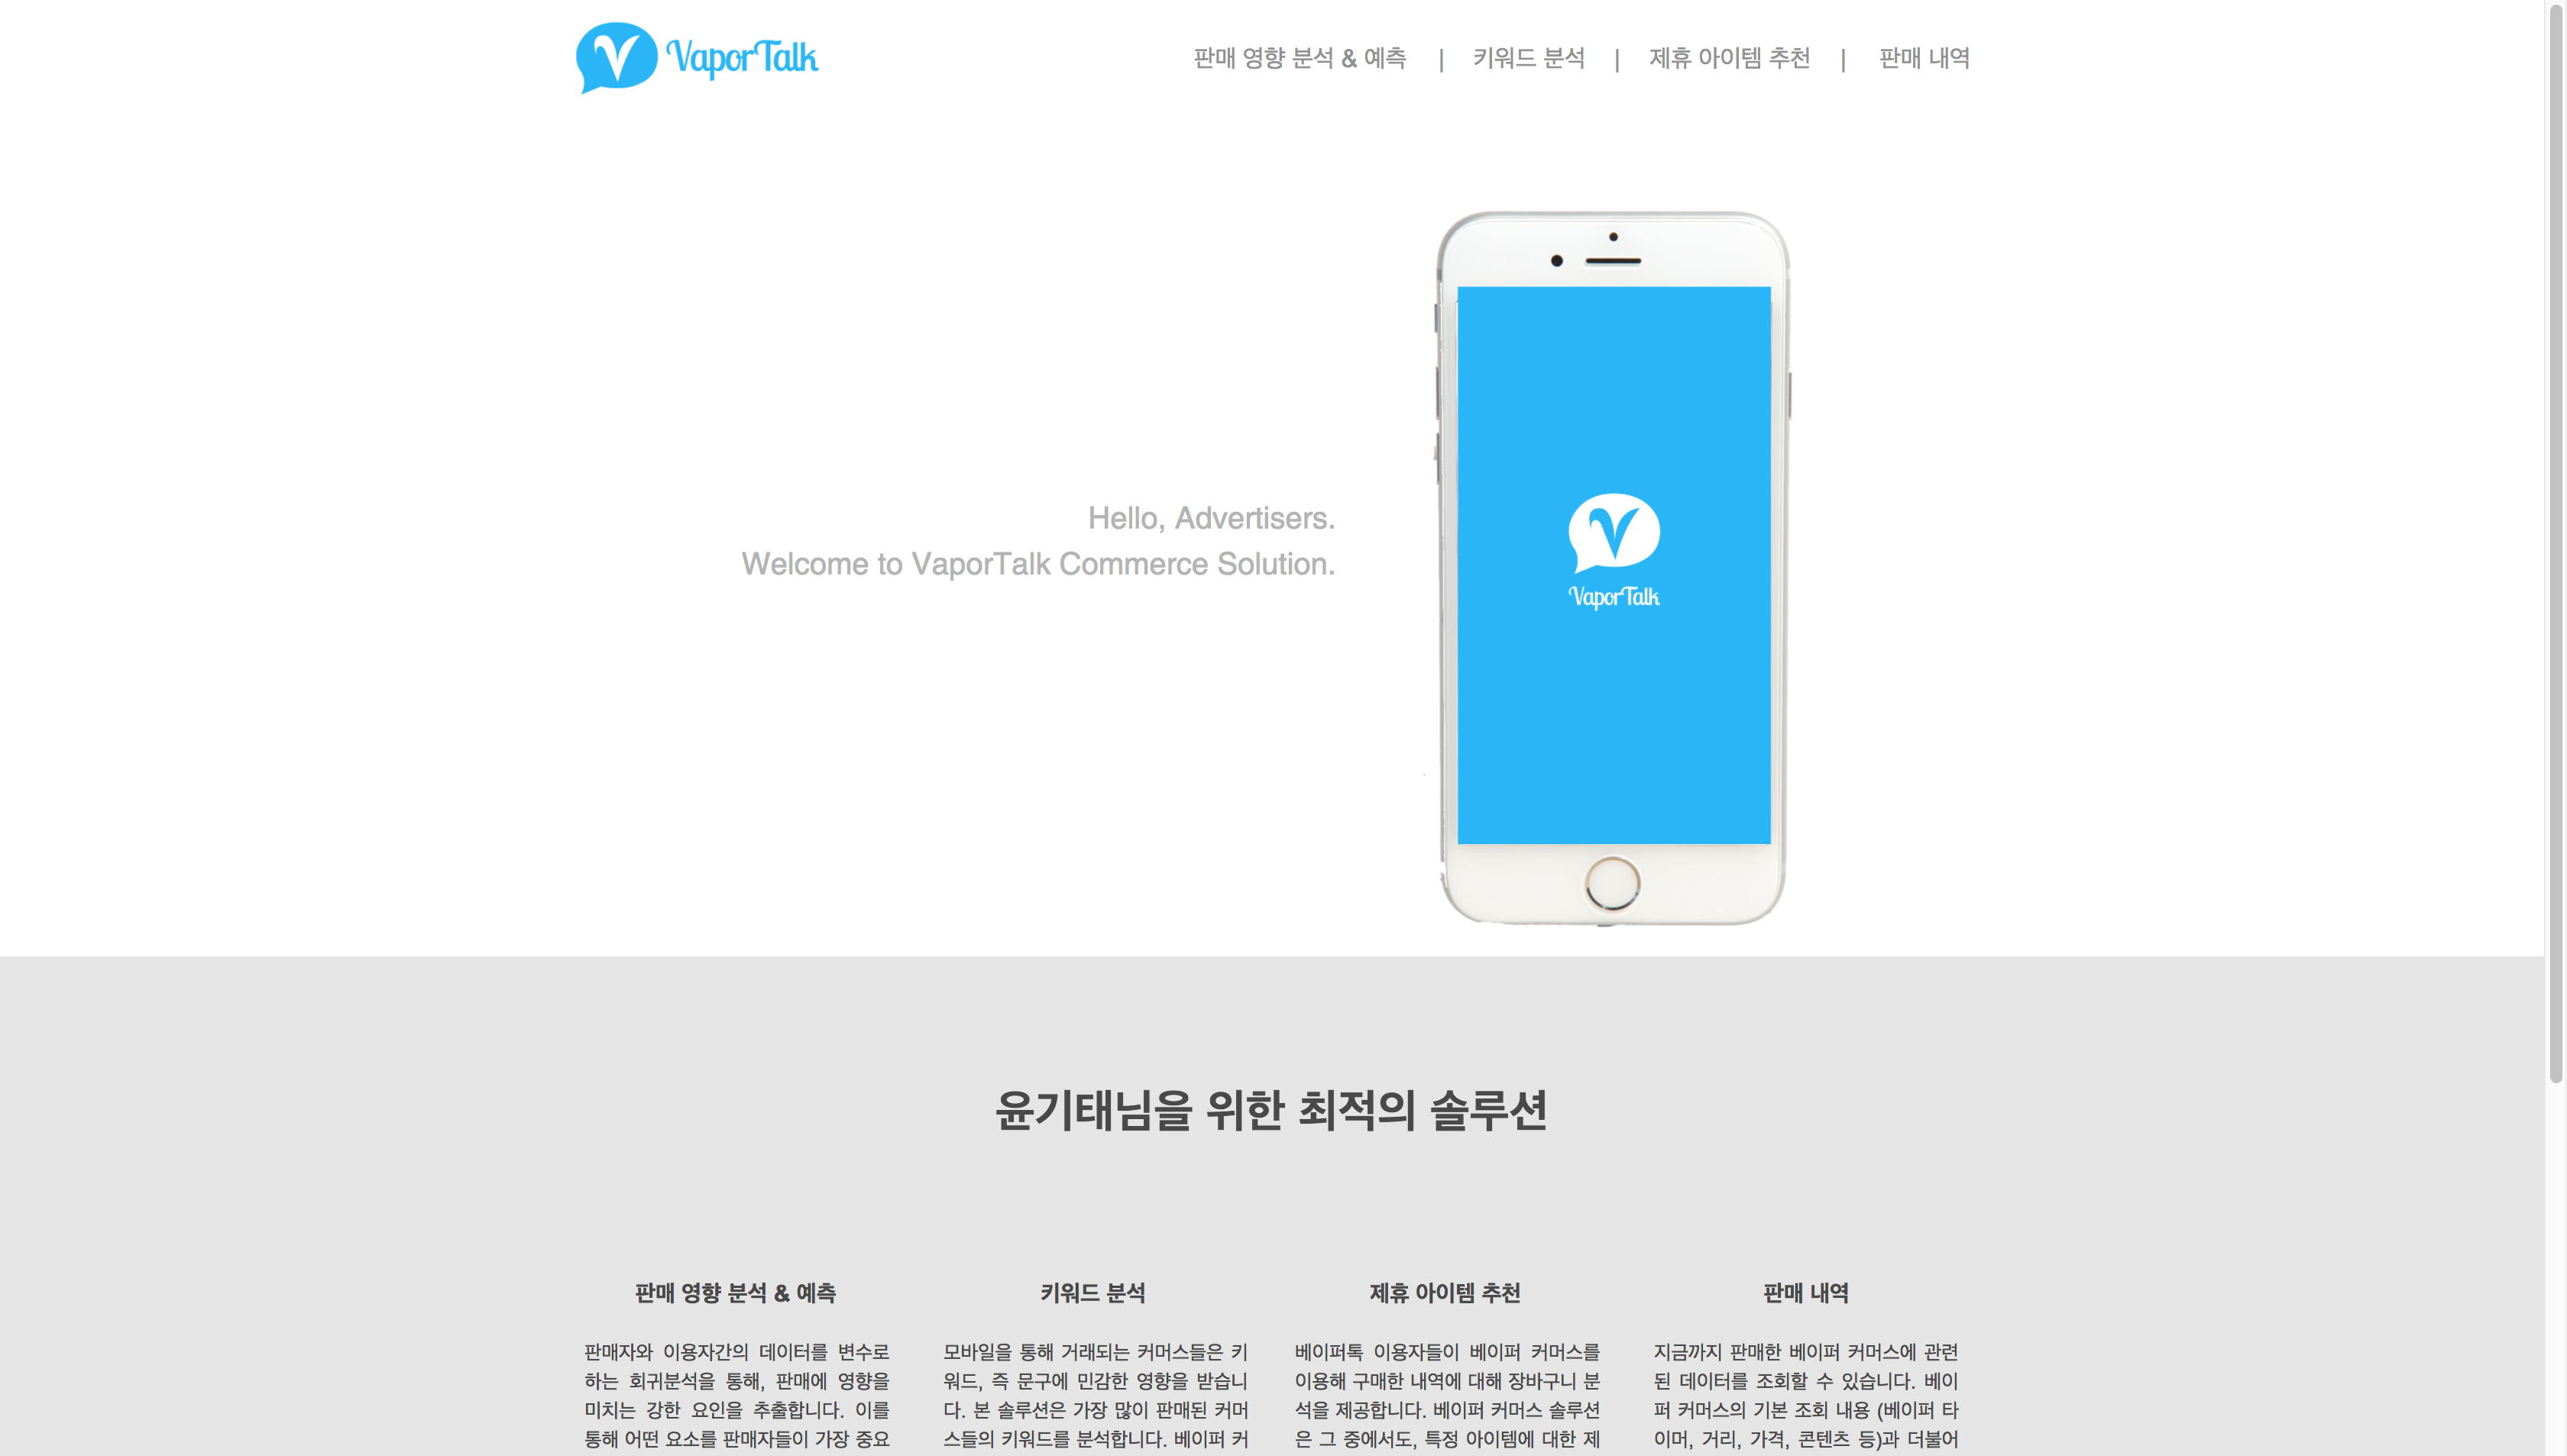 VaporTalk
판매 영향 분석 & 예측 | 키워드 분석 | 제휴 아이템 추천 | 판매 내역
Hello, Advertisers.
Welcome to VaporTalk Commerce Solution.
VaporTalk
윤기태님을 위한 최적의 솔루션
판매 영향 분석 & 예측
판매자와 이용자간의 데이터를 변수로
하는 회귀분석을 통해, 판매에 영향을
미치는 강한 요인을 추출합니다. 이를
통해 어떤 요소를 판매자들이 가장 중요
키워드 분석
모바일을 통해 거래되는 커머스들은 키
워드, 즉 문구에 민감한 영향을 받습니
다. 본 솔루션은 가장 많이 판매된 커머
스들의 키워드를 분석합니다. 베이퍼 커
제휴 아이템 추천
베이퍼톡 이용자들이 베이퍼 커머스를
이용해 구매한 내역에 대해 장바구니 분
석을 제공합니다. 베이퍼 커머스 솔루션
은 그 중에서도, 특정 아이템에 대한 제
판매 내역
지금까지 판매한 베이퍼 커머스에 관련
된 데이터를 조회할 수 있습니다. 베이
퍼 커머스의 기본 조회 내용 (베이퍼 타
이머, 거리, 가격, 콘텐츠 등)과 더불어